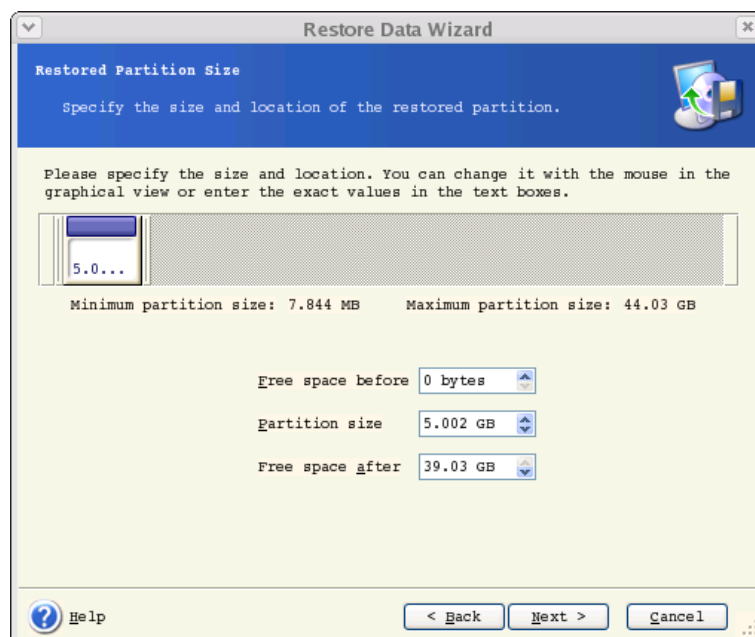 Restore Data Wizard
Restored Partition Size
Specify the size and location of the restored partition.
Please specify the size and location. You can change it with the mouse in the
graphical view or enter the exact values in the text boxes.
5.0...
Minimum partition size: 7.844 MB Maximum partition size: 44.03 GB
Free space before 0 bytes
Partition size 5.002 GB
Free space after 39.03 GB
Help < Back Next > Cancel